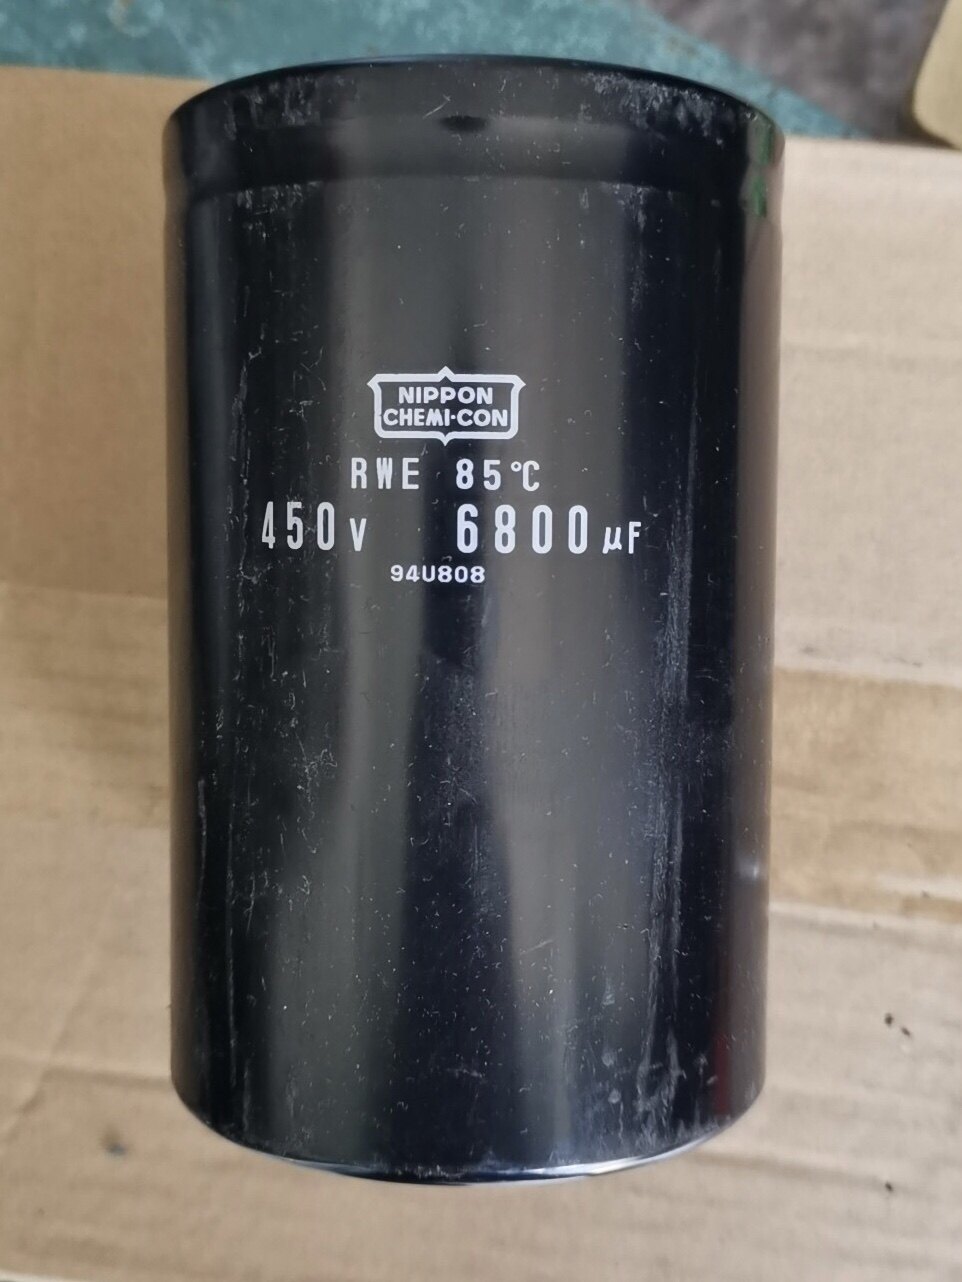 NIPPON
CHEMI-CON
RWE 85℃
450V 6800μF
94U808